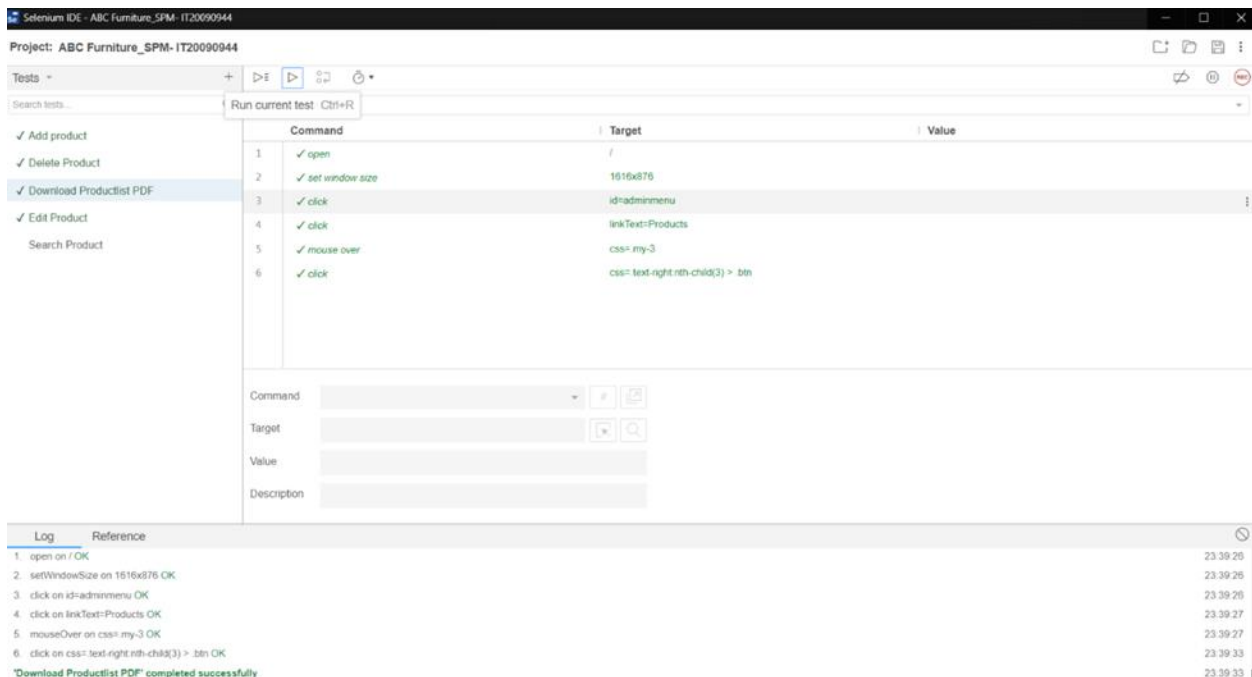 Selenium IDE - ABC Furniture_SPM- IT20090944
Project: ABC Furniture_SPM- IT20090944
Tests
Search tests...
Run current test Ctrl+R
Command Target Value
✓ Add product
✓ Delete Product
✓ Download Productlist PDF
✓ Edit Product
Search Product
1 ✓ open /
2 ✓ set window size 1616x876
3 ✓ click id=adminmenu
4 ✓ click linkText=Products
5 ✓ mouse over css=.my-3
6 ✓ click css=.text-right:nth-child(3) > .btn
Command
//
Target
Value
Description
Log Reference
1. open on / OK 23:39:26
2. setWindowSize on 1616x876 OK 23:39:26
3. click on id=adminmenu OK 23:39:26
4. click on linkText=Products OK 23:39:27
5. mouseOver on css=.my-3 OK 23:39:27
6. click on css=.text-right:nth-child(3) > .btn OK 23:39:33
'Download Productlist PDF' completed successfully 23:39:33